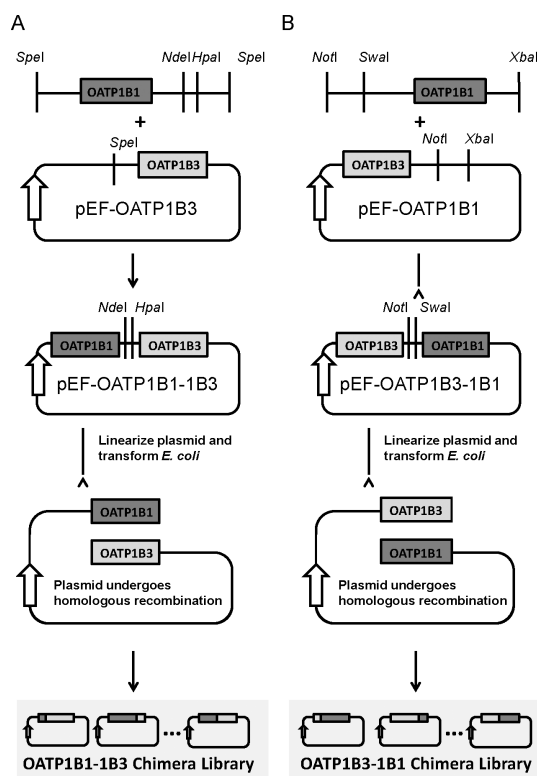 A
SpeI NdeI HpaI SpeI
OATP1B1
+
SpeI
OATP1B3
pEF-OATP1B3
NdeI HpaI
OATP1B1 OATP1B3
pEF-OATP1B1-1B3
Linearize plasmid and
transform E. coli
OATP1B1
OATP1B3
Plasmid undergoes
homologous recombination
...
OATP1B1-1B3 Chimera Library
B
NotI SwaI XbaI
OATP1B1
+
NotI XbaI
OATP1B3
pEF-OATP1B1
NotI SwaI
OATP1B3 OATP1B1
pEF-OATP1B3-1B1
Linearize plasmid and
transform E. coli
OATP1B3
OATP1B1
Plasmid undergoes
homologous recombination
...
OATP1B3-1B1 Chimera Library